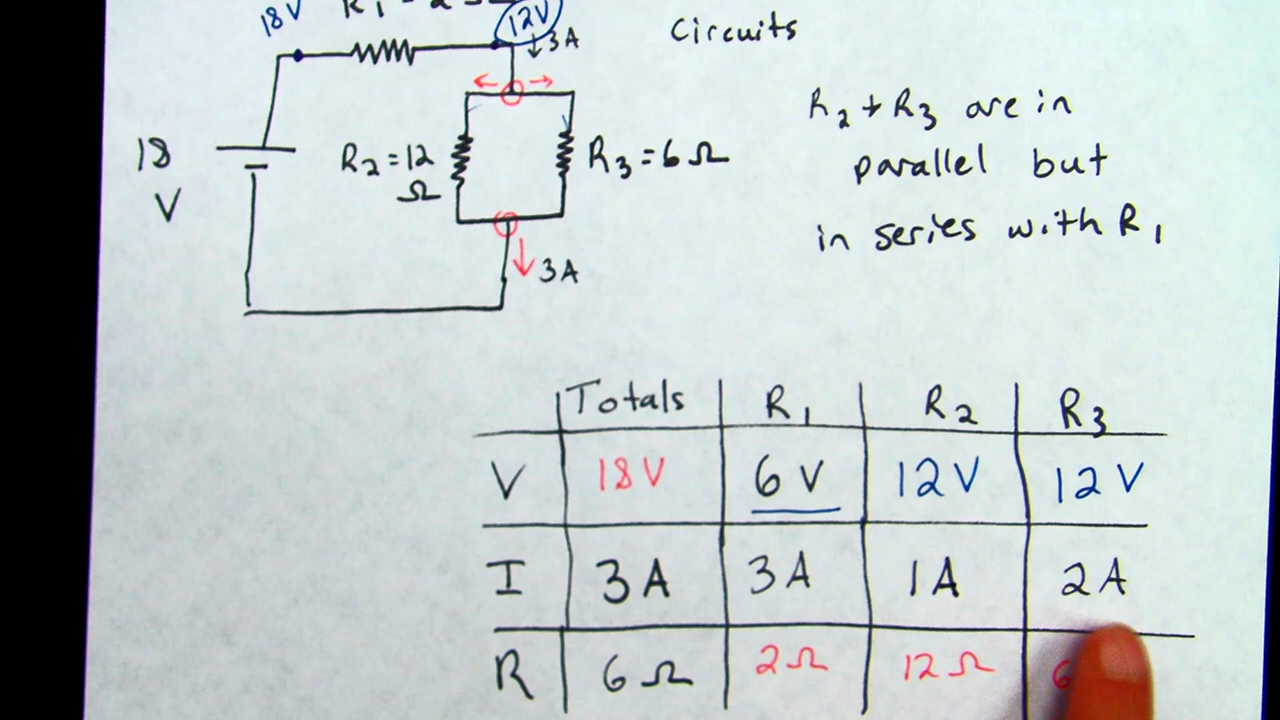 18V
12V
3A
Circuits
18
V
R2=12
Ω
R3=6Ω
3A
R2+R3 are in
parallel but
in series with R1
Totals R1 R2 R3
V 18V 6V 12V 12V
I 3A 3A 1A 2A
R 6Ω 2Ω 12Ω 6